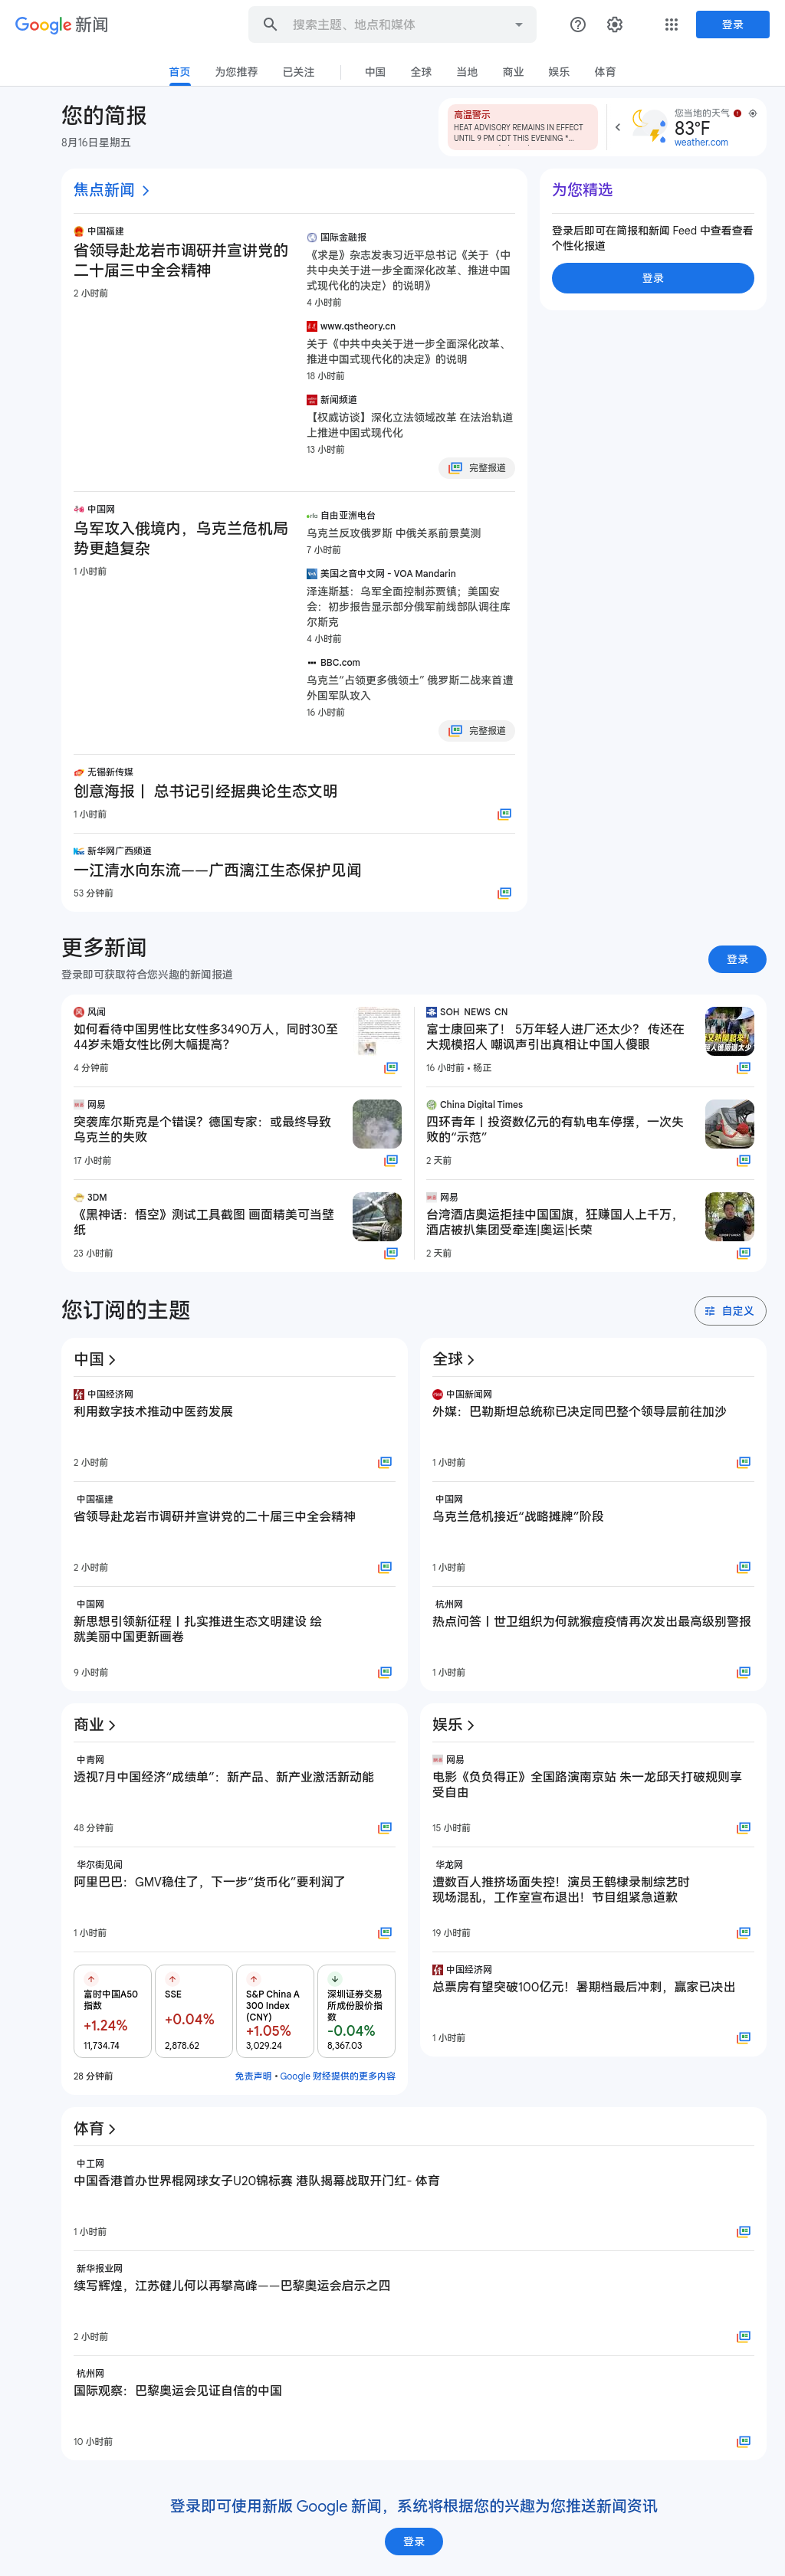 Google 新闻
搜索主题、地点和媒体
登录
首页
为您推荐
已关注
中国
全球
当地
商业
娱乐
体育
您的简报
8月16日星期五
高温警示
HEAT ADVISORY REMAINS IN EFFECT
UNTIL 9 PM CDT THIS EVENING *...
您当地的天气
83°F
weather.com
焦点新闻
中国福建
省领导赴龙岩市调研并宣讲党的
二十届三中全会精神
2 小时前
国际金融报
《求是》杂志发表习近平总书记《关于〈中
共中央关于进一步全面深化改革、推进中国
式现代化的决定〉的说明》
4 小时前
www.qstheory.cn
关于《中共中央关于进一步全面深化改革、
推进中国式现代化的决定》的说明
18 小时前
新闻频道
【权威访谈】深化立法领域改革 在法治轨道
上推进中国式现代化
13 小时前
完整报道
中国网
乌军攻入俄境内，乌克兰危机局
势更趋复杂
1 小时前
自由亚洲电台
乌克兰反攻俄罗斯 中俄关系前景莫测
7 小时前
美国之音中文网 - VOA Mandarin
泽连斯基：乌军全面控制苏贾镇；美国安
会：初步报告显示部分俄军前线部队调往库
尔斯克
4 小时前
BBC.com
乌克兰“占领更多俄领土” 俄罗斯二战来首遭
外国军队攻入
16 小时前
完整报道
无锡新传媒
创意海报丨 总书记引经据典论生态文明
1 小时前
新华网广西频道
一江清水向东流——广西漓江生态保护见闻
53 分钟前
为您精选
登录后即可在简报和新闻 Feed 中查看查看
个性化报道
登录
更多新闻
登录即可获取符合您兴趣的新闻报道
登录
风闻
如何看待中国男性比女性多3490万人，同时30至
44岁未婚女性比例大幅提高？
4 分钟前
网易
突袭库尔斯克是个错误？德国专家：或最终导致
乌克兰的失败
17 小时前
3DM
《黑神话：悟空》测试工具截图 画面精美可当壁
纸
23 小时前
SOH_NEWS_CN
富士康回来了！ 5万年轻人进厂还太少？ 传还在
大规模招人 嘲讽声引出真相让中国人傻眼
16 小时前 • 杨正
China Digital Times
四环青年丨投资数亿元的有轨电车停摆，一次失
败的“示范”
2 天前
网易
台湾酒店奥运拒挂中国国旗，狂赚国人上千万，
酒店被扒集团受牵连|奥运|长荣
2 天前
您订阅的主题
自定义
中国
中国经济网
利用数字技术推动中医药发展
2 小时前
中国福建
省领导赴龙岩市调研并宣讲党的二十届三中全会精神
2 小时前
中国网
新思想引领新征程丨扎实推进生态文明建设 绘
就美丽中国更新画卷
9 小时前
全球
中国新闻网
外媒：巴勒斯坦总统称已决定同巴整个领导层前往加沙
1 小时前
中国网
乌克兰危机接近“战略摊牌”阶段
1 小时前
杭州网
热点问答丨世卫组织为何就猴痘疫情再次发出最高级别警报
1 小时前
商业
中青网
透视7月中国经济“成绩单”：新产品、新产业激活新动能
48 分钟前
华尔街见闻
阿里巴巴：GMV稳住了，下一步“货币化”要利润了
1 小时前
富时中国A50
指数
+1.24%
11,734.74
SSE
+0.04%
2,878.62
S&P China A
300 Index
(CNY)
+1.05%
3,029.24
深圳证券交易
所成份股价指
数
-0.04%
8,367.03
28 分钟前
免责声明 • Google 财经提供的更多内容
娱乐
网易
电影《负负得正》全国路演南京站 朱一龙邱天打破规则享
受自由
15 小时前
华龙网
遭数百人推挤场面失控！演员王鹤棣录制综艺时
现场混乱，工作室宣布退出！节目组紧急道歉
19 小时前
中国经济网
总票房有望突破100亿元！暑期档最后冲刺，赢家已决出
1 小时前
体育
中工网
中国香港首办世界棍网球女子U20锦标赛 港队揭幕战取开门红- 体育
1 小时前
新华报业网
续写辉煌，江苏健儿何以再攀高峰——巴黎奥运会启示之四
2 小时前
杭州网
国际观察：巴黎奥运会见证自信的中国
10 小时前
登录即可使用新版 Google 新闻，系统将根据您的兴趣为您推送新闻资讯
登录